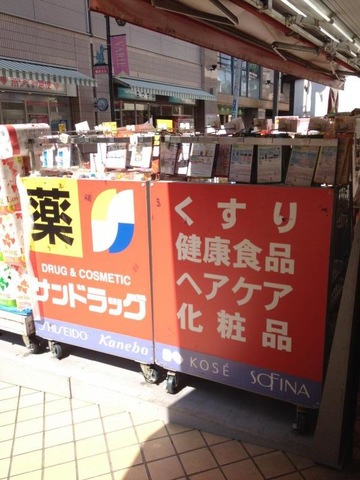 薬
DRUG & COSMETIC
サンドラッグ
SHISEIDO Kanebo
くすり
健康食品
ヘアケア
化粧品
KOSÉ SOFINA